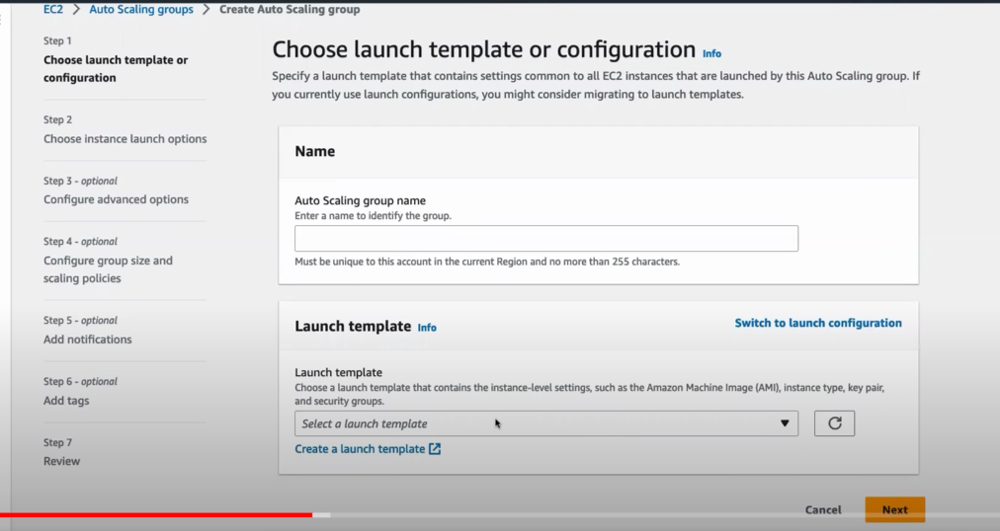 EC2 > Auto Scaling groups > Create Auto Scaling group
Step 1
Choose launch template or
configuration
Step 2
Choose instance launch options
Step 3 - optional
Configure advanced options
Step 4 - optional
Configure group size and
scaling policies
Step 5 - optional
Add notifications
Step 6 - optional
Add tags
Step 7
Review
Choose launch template or configuration Info
Specify a launch template that contains settings common to all EC2 instances that are launched by this Auto Scaling group. If
you currently use launch configurations, you might consider migrating to launch templates.
Name
Auto Scaling group name
Enter a name to identify the group.
Must be unique to this account in the current Region and no more than 255 characters.
Launch template Info
Switch to launch configuration
Launch template
Choose a launch template that contains the instance-level settings, such as the Amazon Machine Image (AMI), instance type, key pair,
and security groups.
Select a launch template
Create a launch template
Cancel
Next